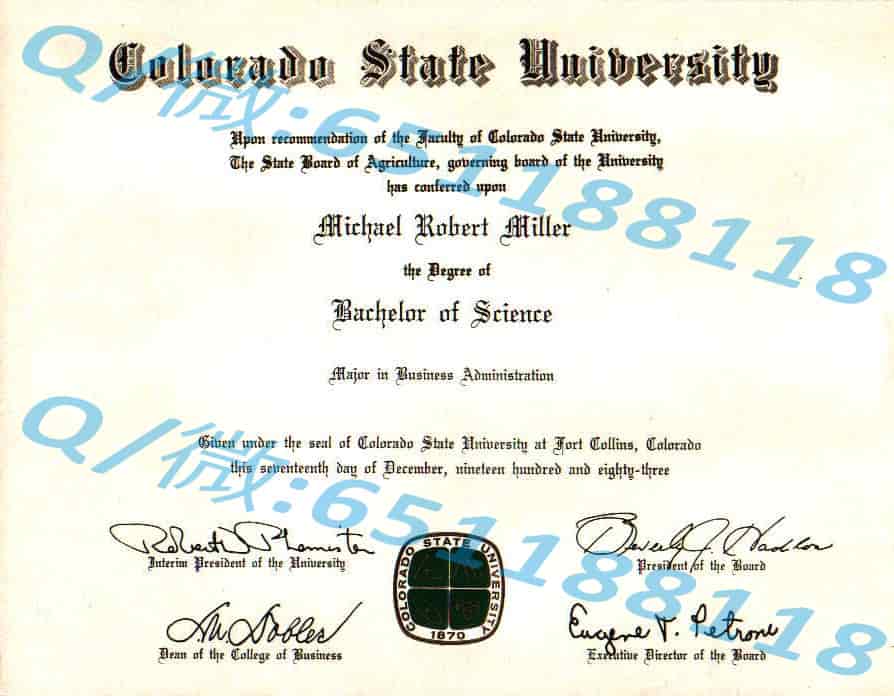 Colorado State University
Upon recommendation of the Faculty of Colorado State University,
The State Board of Agriculture, governing board of the University
has conferred upon
Michael Robert Miller
the Degree of
Bachelor of Science
Major in Business Administration
Given under the seal of Colorado State University at Fort Collins, Colorado
this seventeenth day of December, nineteen hundred and eighty-three
Interim President of the University
President of the Board
COLORADO STATE UNIVERSITY
1870
Dean of the College of Business
Eugene V. Petrone
Executive Director of the Board
Q/微:651188118
Q/微:651188118